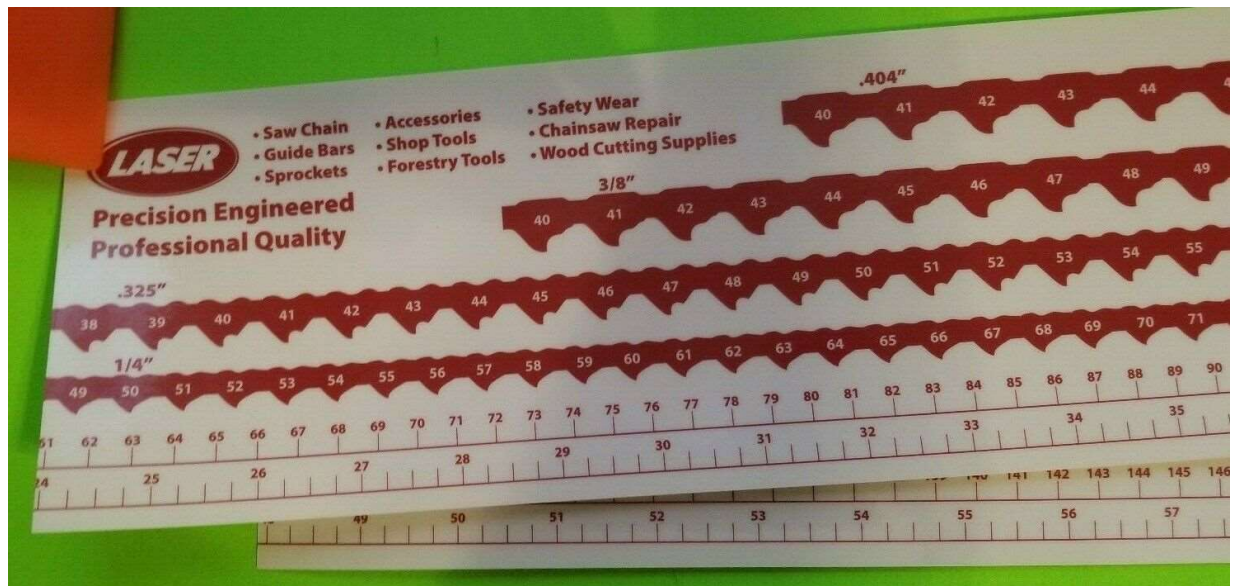 LASER
• Saw Chain
• Guide Bars
• Sprockets
• Accessories
• Shop Tools
• Forestry Tools
• Safety Wear
• Chainsaw Repair
• Wood Cutting Supplies
Precision Engineered
Professional Quality
.404"
40 41 42 43 44
3/8"
40 41 42 43 44 45 46 47 48 49
.325"
38 39 40 41 42 43 44 45 46 47 48 49 50 51 52 53 54 55
1/4"
49 50 51 52 53 54 55 56 57 58 59 60 61 62 63 64 65 66 67 68 69 70 71
61 62 63 64 65 66 67 68 69 70 71 72 73 74 75 76 77 78 79 80 81 82 83 84 85 86 87 88 89 90
24 25 26 27 28 29 30 31 32 33 34 35
140 141 142 143 144 145 146
49 50 51 52 53 54 55 56 57